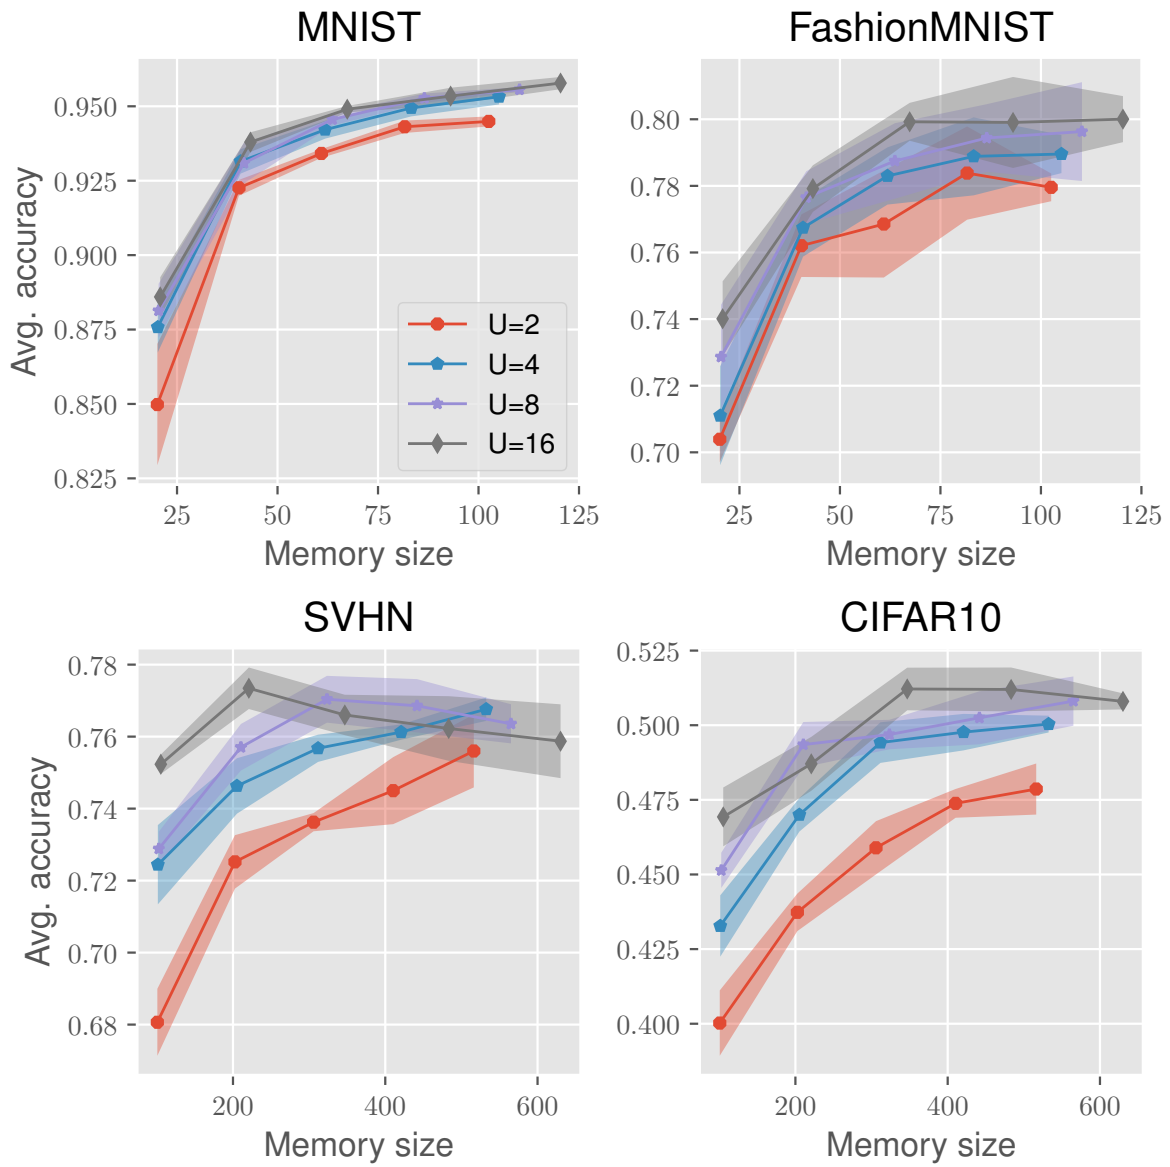 MNIST
FashionMNIST
Avg. accuracy
0.950
0.925
0.900
0.875
0.850
0.825
U=2
U=4
U=8
U=16
25 50 75 100 125
Memory size
0.80
0.78
0.76
0.74
0.72
0.70
25 50 75 100 125
Memory size
SVHN
CIFAR10
Avg. accuracy
0.78
0.76
0.74
0.72
0.70
0.68
200 400 600
Memory size
0.525
0.500
0.475
0.450
0.425
0.400
200 400 600
Memory size